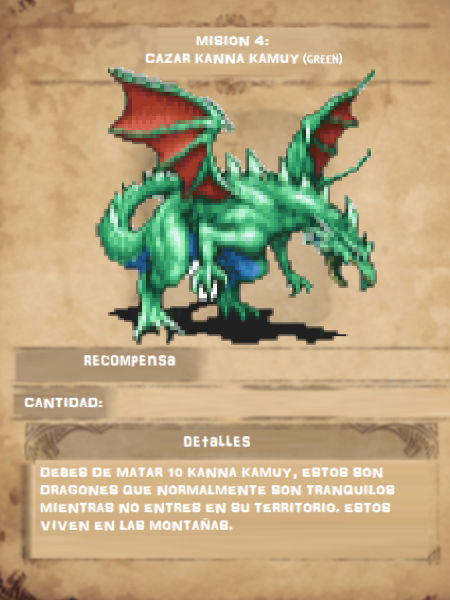 MISION 4:
CAZAR KANNA KAMUY (GREEN)
RECOMPENSA
CANTIDAD:
DETALLES
DEBES DE MATAR 10 KANNA KAMUY, ESTOS SON
DRAGONES QUE NORMALMENTE SON TRANQUILOS
MIENTRAS NO ENTRES EN SU TERRITORIO. ESTOS
VIVEN EN LAS MONTAÑAS.